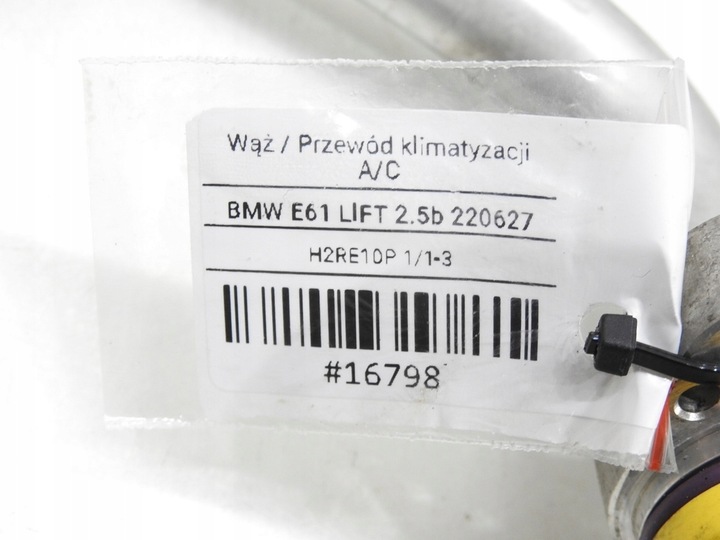 Wąż / Przewód klimatyzacji
A/C
BMW E61 LIFT 2.5b 220627
H2RE10P 1/1-3
#16798